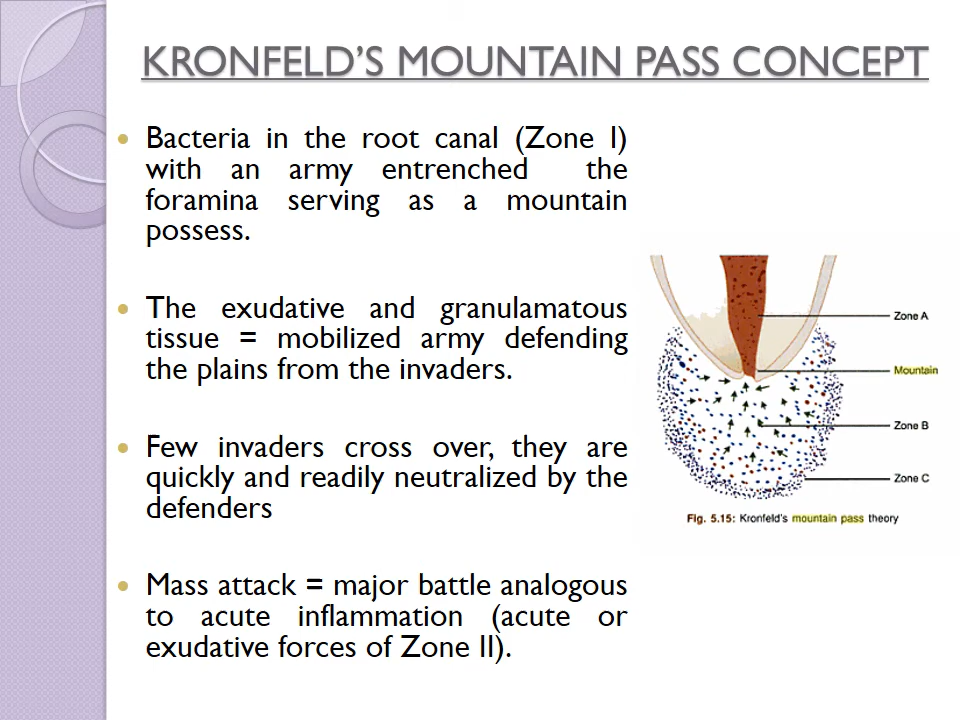 KRONFELD'S MOUNTAIN PASS CONCEPT
Bacteria in the root canal (Zone I)
with an army entrenched the
foramina serving as a mountain
possess.
The exudative and granulamatous
tissue = mobilized army defending
the plains from the invaders.
Few invaders cross over, they are
quickly and readily neutralized by the
defenders
Mass attack = major battle analogous
to acute inflammation (acute or
exudative forces of Zone II).
Zone A
Mountain
Zone B
Zone C
Fig. 5.15: Kronfeld's mountain pass theory